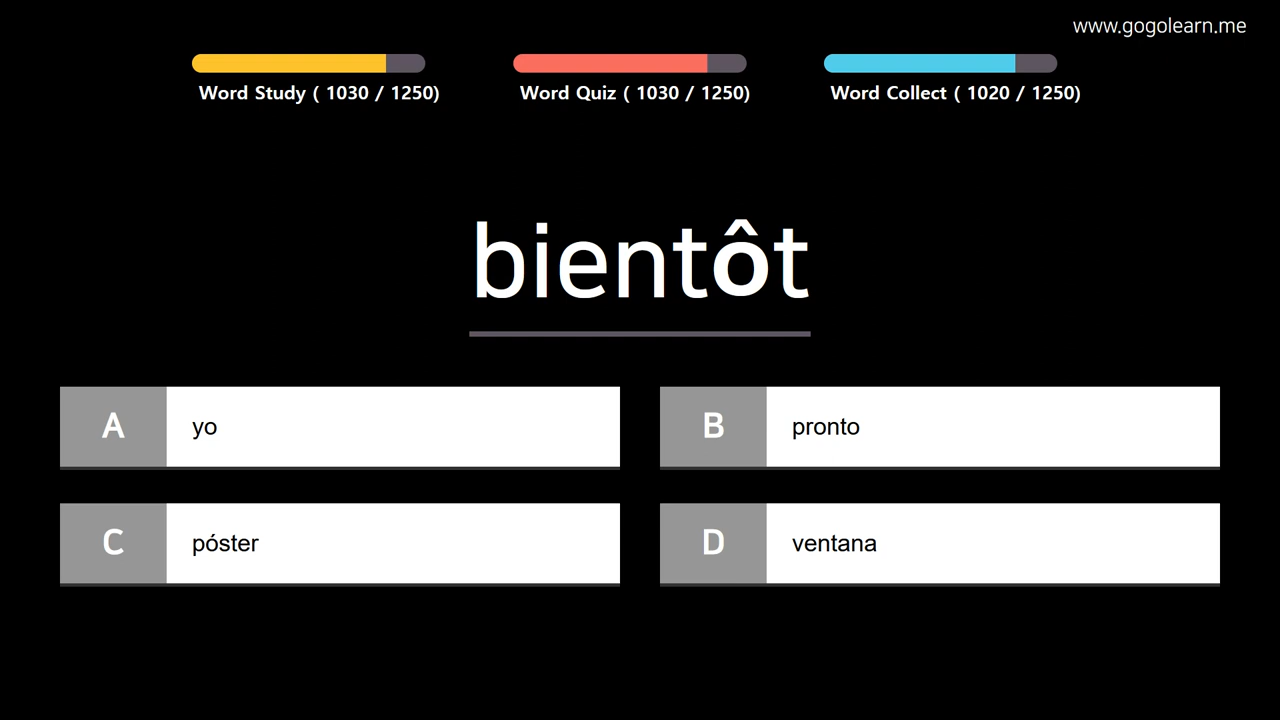 www.gogolearn.me
Word Study ( 1030 / 1250)
Word Quiz ( 1030 / 1250)
Word Collect ( 1020 / 1250)
bientôt
A
yo
B
pronto
C
póster
D
ventana